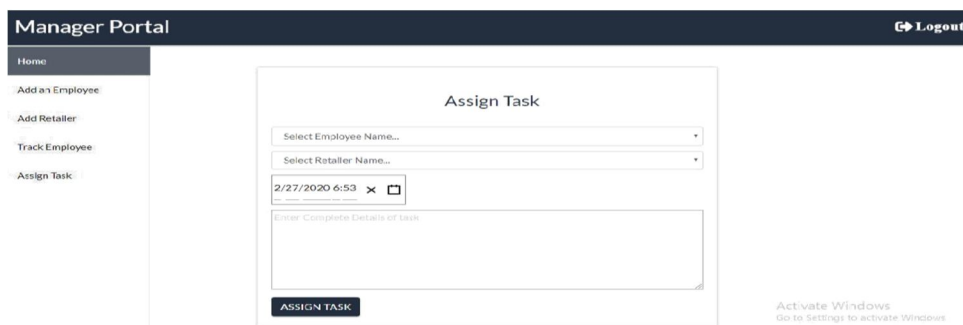 Manager Portal
Logout
Home
Add an Employee
Add Retailer
Track Employee
Assign Task
Assign Task
Select Employee Name...
Select Retailer Name...
2/27/2020 6:53
Enter Complete Details of task
ASSIGN TASK
Activate Windows
Go to Settings to activate Windows.